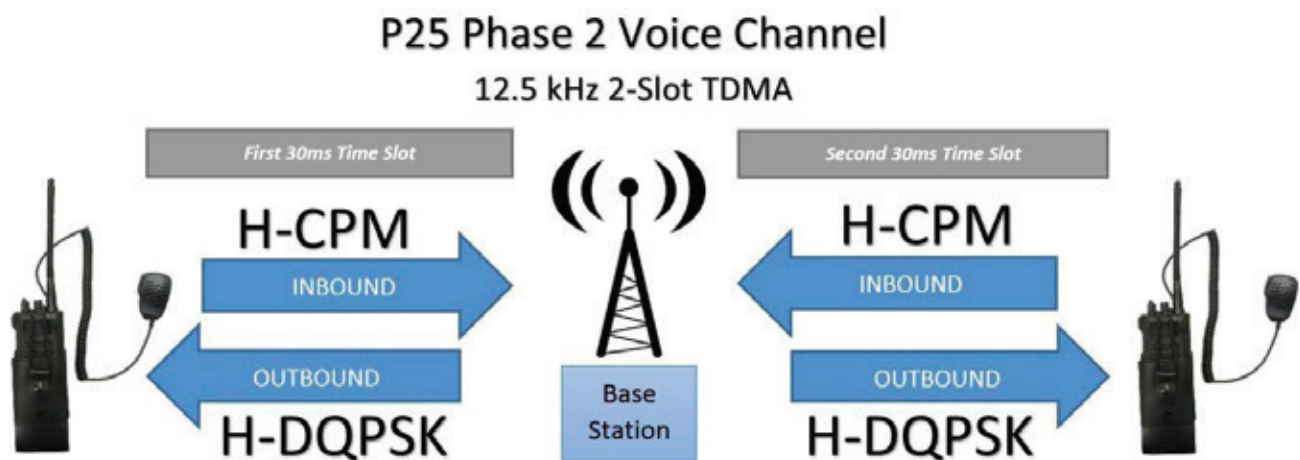 P25 Phase 2 Voice Channel
12.5 kHz 2-Slot TDMA
First 30ms Time Slot
Second 30ms Time Slot
H-CPM
H-CPM
INBOUND
INBOUND
OUTBOUND
OUTBOUND
H-DQPSK
H-DQPSK
Base
Station